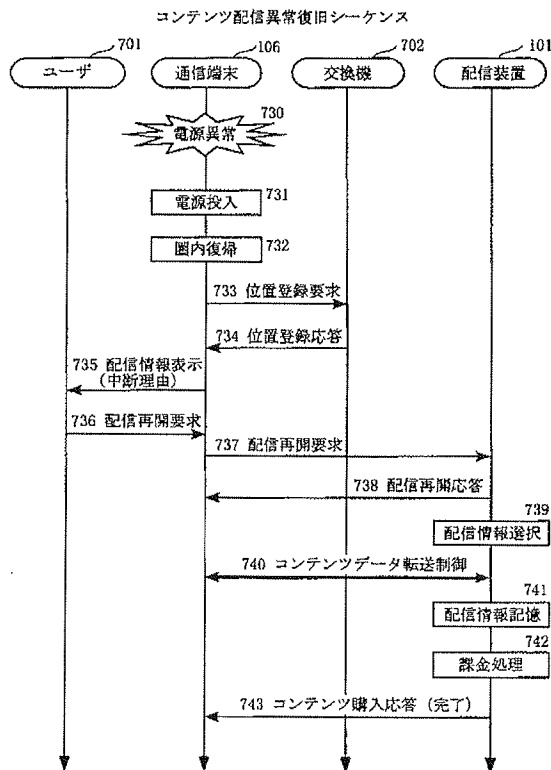 コンテンツ配信異常復旧シーケンス
701
106
702
101
ユーザ
通信端末
交換機
配信装置
730
電源異常
電源投入
731
圏内復帰
732
733 位置登録要求
734 位置登録応答
735 配信情報表示
(中断理由)
736 配信再開要求
737 配信再開要求
738 配信再開応答
739
配信情報選択
740 コンテンツデータ転送制御
741
配信情報記憶
742
課金処理
743 コンテンツ購入応答 (完了)